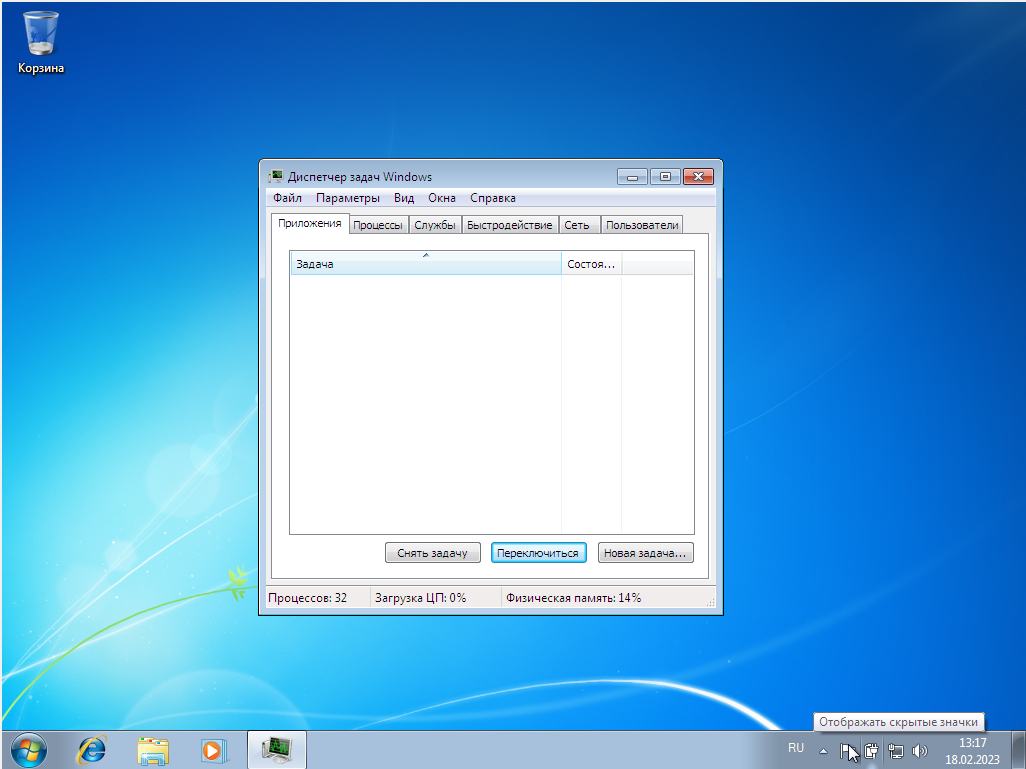 Корзина
Диспетчер задач Windows
Файл Параметры Вид Окна Справка
Приложения Процессы Службы Быстродействие Сеть Пользователи
Задача Состоя...
Снять задачу Переключиться Новая задача...
Процессов: 32 Загрузка ЦП: 0% Физическая память: 14%
Отображать скрытые значки
RU 13:17
18.02.2023